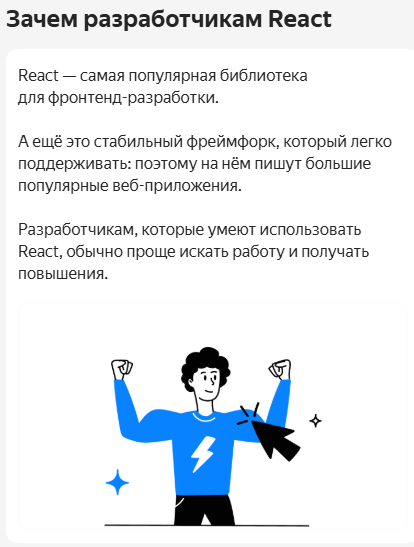 Зачем разработчикам React
React — самая популярная библиотека
для фронтенд-разработки.
А ещё это стабильный фреймфорк, который легко
поддерживать: поэтому на нём пишут большие
популярные веб-приложения.
Разработчикам, которые умеют использовать
React, обычно проще искать работу и получать
повышения.